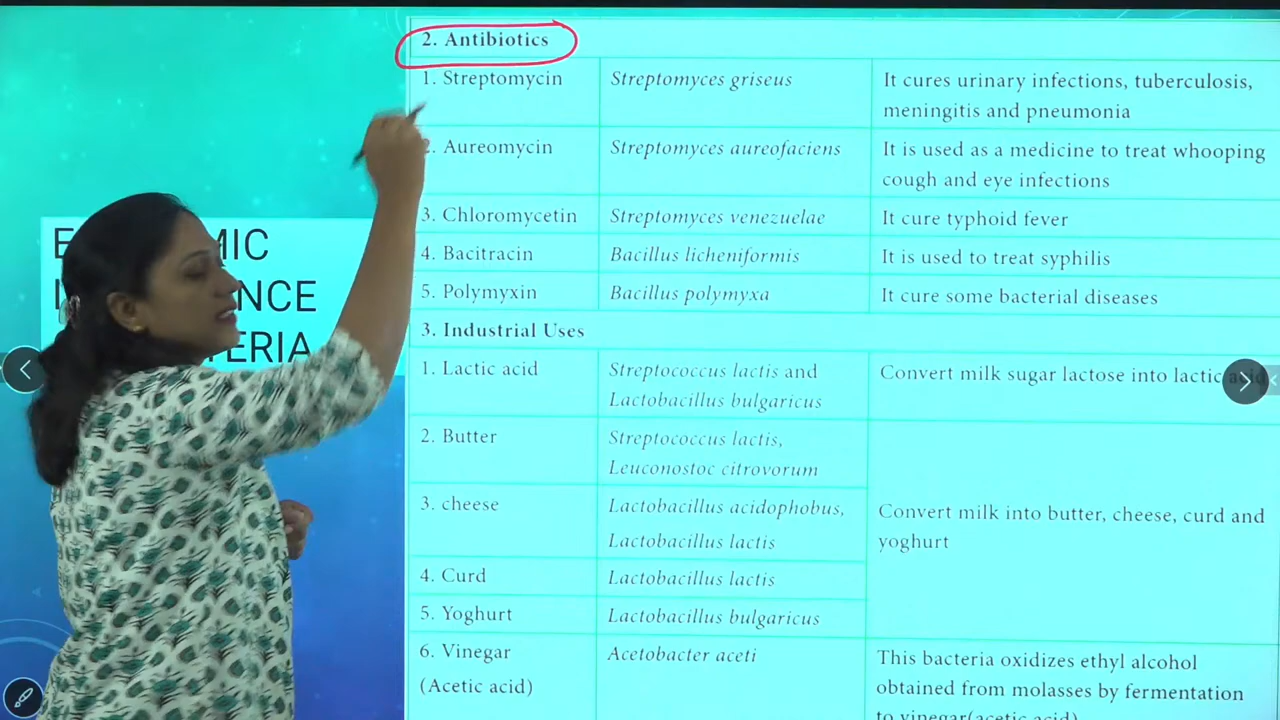 2. Antibiotics
1. Streptomycin
Streptomyces griseus
It cures urinary infections, tuberculosis,
meningitis and pneumonia
2. Aureomycin
Streptomyces aureofaciens
It is used as a medicine to treat whooping
cough and eye infections
3. Chloromycetin
Streptomyces venezuelae
It cure typhoid fever
4. Bacitracin
Bacillus licheniformis
It is used to treat syphilis
5. Polymyxin
Bacillus polymyxa
It cure some bacterial diseases
3. Industrial Uses
1. Lactic acid
Streptococcus lactis and
Lactobacillus bulgaricus
Convert milk sugar lactose into lactic acid
2. Butter
Streptococcus lactis,
Leuconostoc citrovorum
3. cheese
Lactobacillus acidophobus,
Lactobacillus lactis
Convert milk into butter, cheese, curd and
yoghurt
4. Curd
Lactobacillus lactis
5. Yoghurt
Lactobacillus bulgaricus
6. Vinegar
(Acetic acid)
Acetobacter aceti
This bacteria oxidizes ethyl alcohol
obtained from molasses by fermentation
to vinegar(acetic acid)